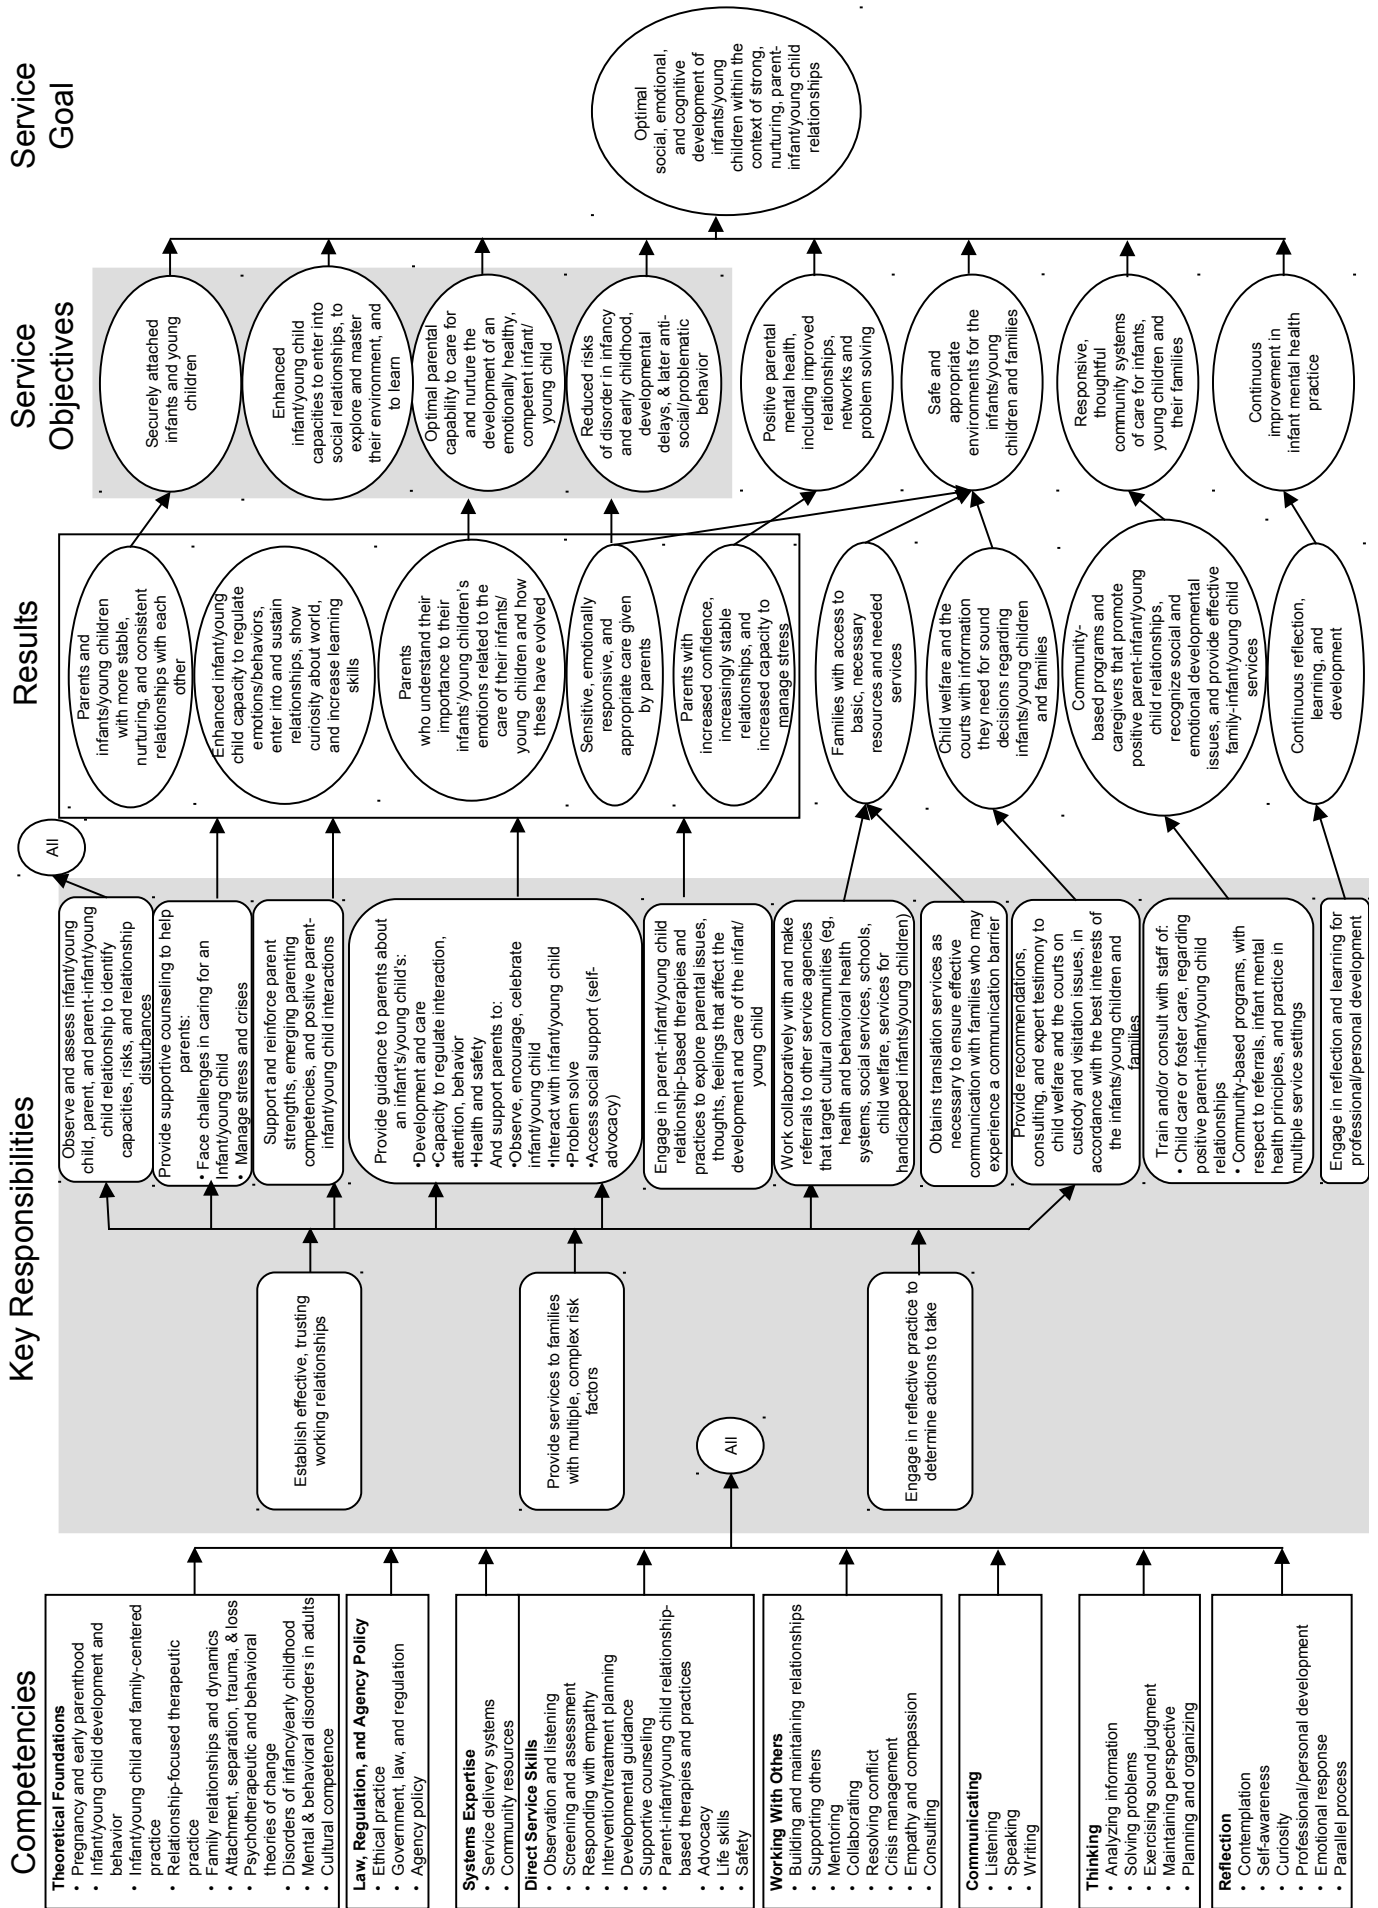 Competencies
Theoretical Foundations
• Pregnancy and early parenthood
• Infant/young child development and
behavior
• Infant/young child and family-centered
practice
• Relationship-focused therapeutic
practice
• Family relationships and dynamics
• Attachment, separation, trauma, & loss
• Psychotherapeutic and behavioral
theories of change
• Disorders of infancy/early childhood
• Mental & behavioral disorders in adults
• Cultural competence
Law, Regulation, and Agency Policy
• Ethical practice
• Government, law, and regulation
• Agency policy
Systems Expertise
• Service delivery systems
• Community resources
Direct Service Skills
• Observation and listening
• Screening and assessment
• Responding with empathy
• Intervention/treatment planning
• Developmental guidance
• Supportive counseling
• Parent-infant/young child relationship-
based therapies and practices
• Advocacy
• Life skills
• Safety
Working With Others
• Building and maintaining relationships
• Supporting others
• Mentoring
• Collaborating
• Resolving conflict
• Crisis management
• Empathy and compassion
• Consulting
Communicating
• Listening
• Speaking
• Writing
Thinking
• Analyzing information
• Solving problems
• Exercising sound judgment
• Maintaining perspective
• Planning and organizing
Reflection
• Contemplation
• Self-awareness
• Curiosity
• Professional/personal development
• Emotional response
• Parallel process
Key Responsibilities
All
Establish effective, trusting
working relationships
Provide services to families
with multiple, complex risk
factors
Engage in reflective practice to
determine actions to take
Observe and assess infant/young
child, parent, and parent-infant/young
child relationship to identify
capacities, risks, and relationship
disturbances
Provide supportive counseling to help
parents:
• Face challenges in caring for an
Infant/young child
• Manage stress and crises
Support and reinforce parent
strengths, emerging parenting
competencies, and positive parent-
infant/young child interactions
Provide guidance to parents about
an infant's/young child's:
•Development and care
•Capacity to regulate interaction,
attention, behavior
•Health and safety
And support parents to:
•Observe, encourage, celebrate
infant/young child
•Interact with infant/young child
•Problem solve
•Access social support (self-
advocacy)
Engage in parent-infant/young child
relationship-based therapies and
practices to explore parental issues,
thoughts, feelings that affect the
development and care of the infant/
young child
Work collaboratively with and make
referrals to other service agencies
that target cultural communities (eg,
health and behavioral health
systems, social services, schools,
child welfare, services for
handicapped infants/young children)
Obtains translation services as
necessary to ensure effective
communication with families who may
experience a communication barrier
Provide recommendations,
consulting, and expert testimony to
child welfare and the courts on
custody and visitation issues, in
accordance with the best interests of
the infants/young children and
families
Train and/or consult with staff of:
• Child care or foster care, regarding
positive parent-infant/young child
relationships
• Community-based programs, with
respect to referrals, infant mental
health principles, and practice in
multiple service settings
Engage in reflection and learning for
professional/personal development
All
Results
Parents and
infants/young children
with more stable,
nurturing, and consistent
relationships with each
other
Enhanced infant/young
child capacity to regulate
emotions/behaviors,
enter into and sustain
relationships, show
curiosity about world,
and increase learning
skills
Parents
who understand their
importance to their
infants'/young children's
emotions related to the
care of their infants/
young children and how
these have evolved
Sensitive, emotionally
responsive, and
appropriate care given
by parents
Parents with
increased confidence,
increasingly stable
relationships, and
increased capacity to
manage stress
Families with access to
basic, necessary
resources and needed
services
Child welfare and the
courts with information
they need for sound
decisions regarding
infants/young children
and families
Community-
based programs and
caregivers that promote
positive parent-infant/young
child relationships,
recognize social and
emotional developmental
issues, and provide effective
family-infant/young child
services
Continuous reflection,
learning, and
development
Service
Objectives
Securely attached
infants and young
children
Enhanced
infant/young child
capacities to enter into
social relationships, to
explore and master
their environment, and
to learn
Optimal parental
capability to care for
and nurture the
development of an
emotionally healthy,
competent infant/
young child
Reduced risks
of disorder in infancy
and early childhood,
developmental
delays, & later anti-
social/problematic
behavior
Positive parental
mental health,
including improved
relationships,
networks and
problem solving
Safe and
appropriate
environments for the
infants/young
children and families
Responsive,
thoughtful
community systems
of care for infants,
young children and
their families
Continuous
improvement in
infant mental health
practice
Service
Goal
Optimal
social, emotional,
and cognitive
development of
infants/young
children within the
context of strong,
nurturing, parent-
infant/young child
relationships